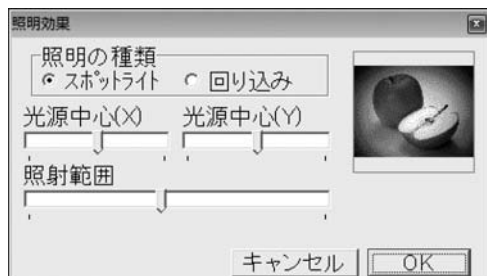 照明効果
照明の種類
スポットライト 回り込み
光源中心(X) 光源中心(Y)
照射範囲
キャンセル OK